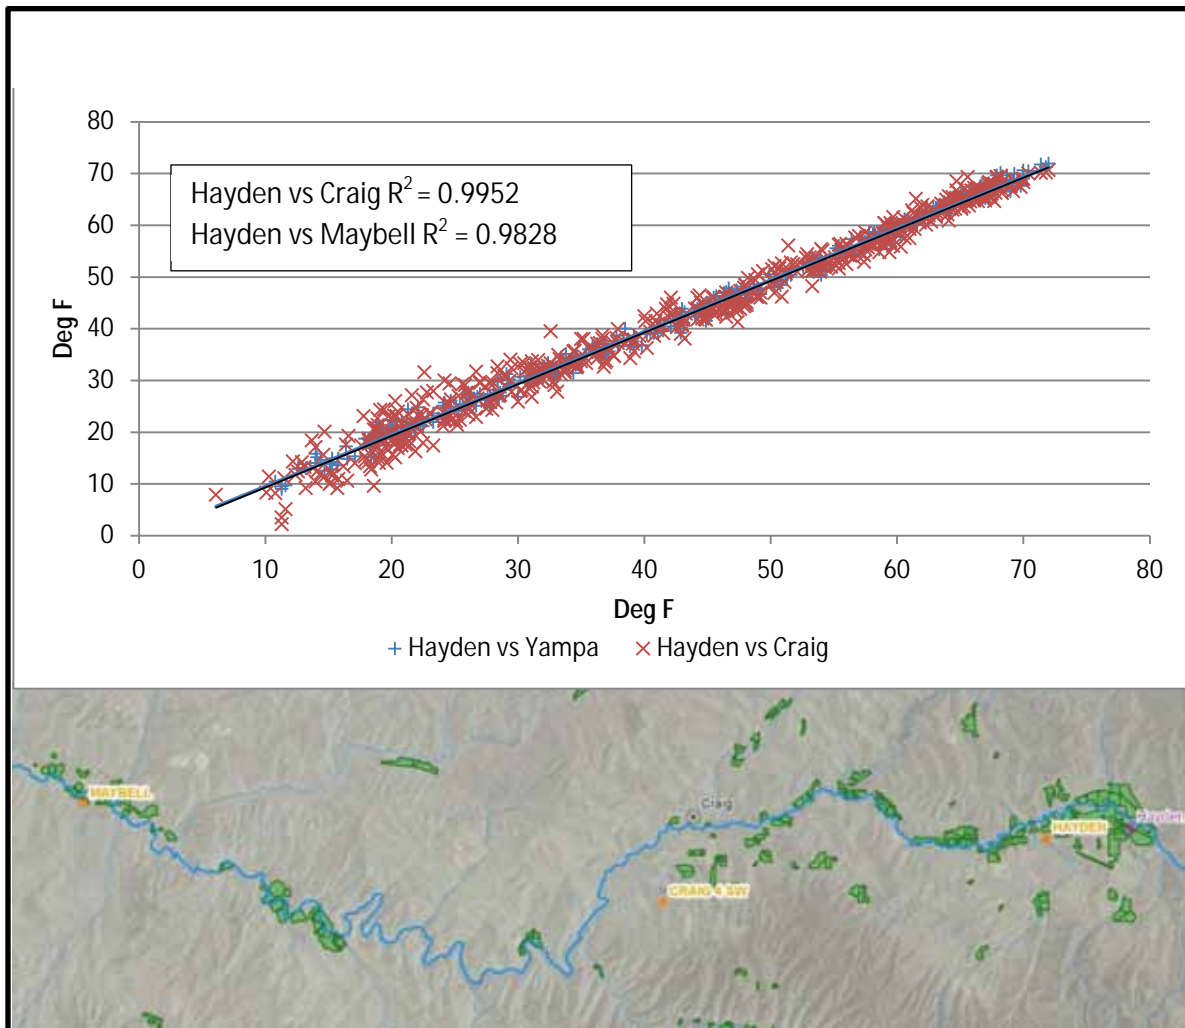 80
70
60
50
40
30
20
10
0
Deg F
Hayden vs Craig R² = 0.9952
Hayden vs Maybell R² = 0.9828
0 10 20 30 40 50 60 70 80
Deg F
Hayden vs Yampa Hayden vs Craig
MAYBELL
Craig
Hayden
HAYDEN
CRAIG 4 SW